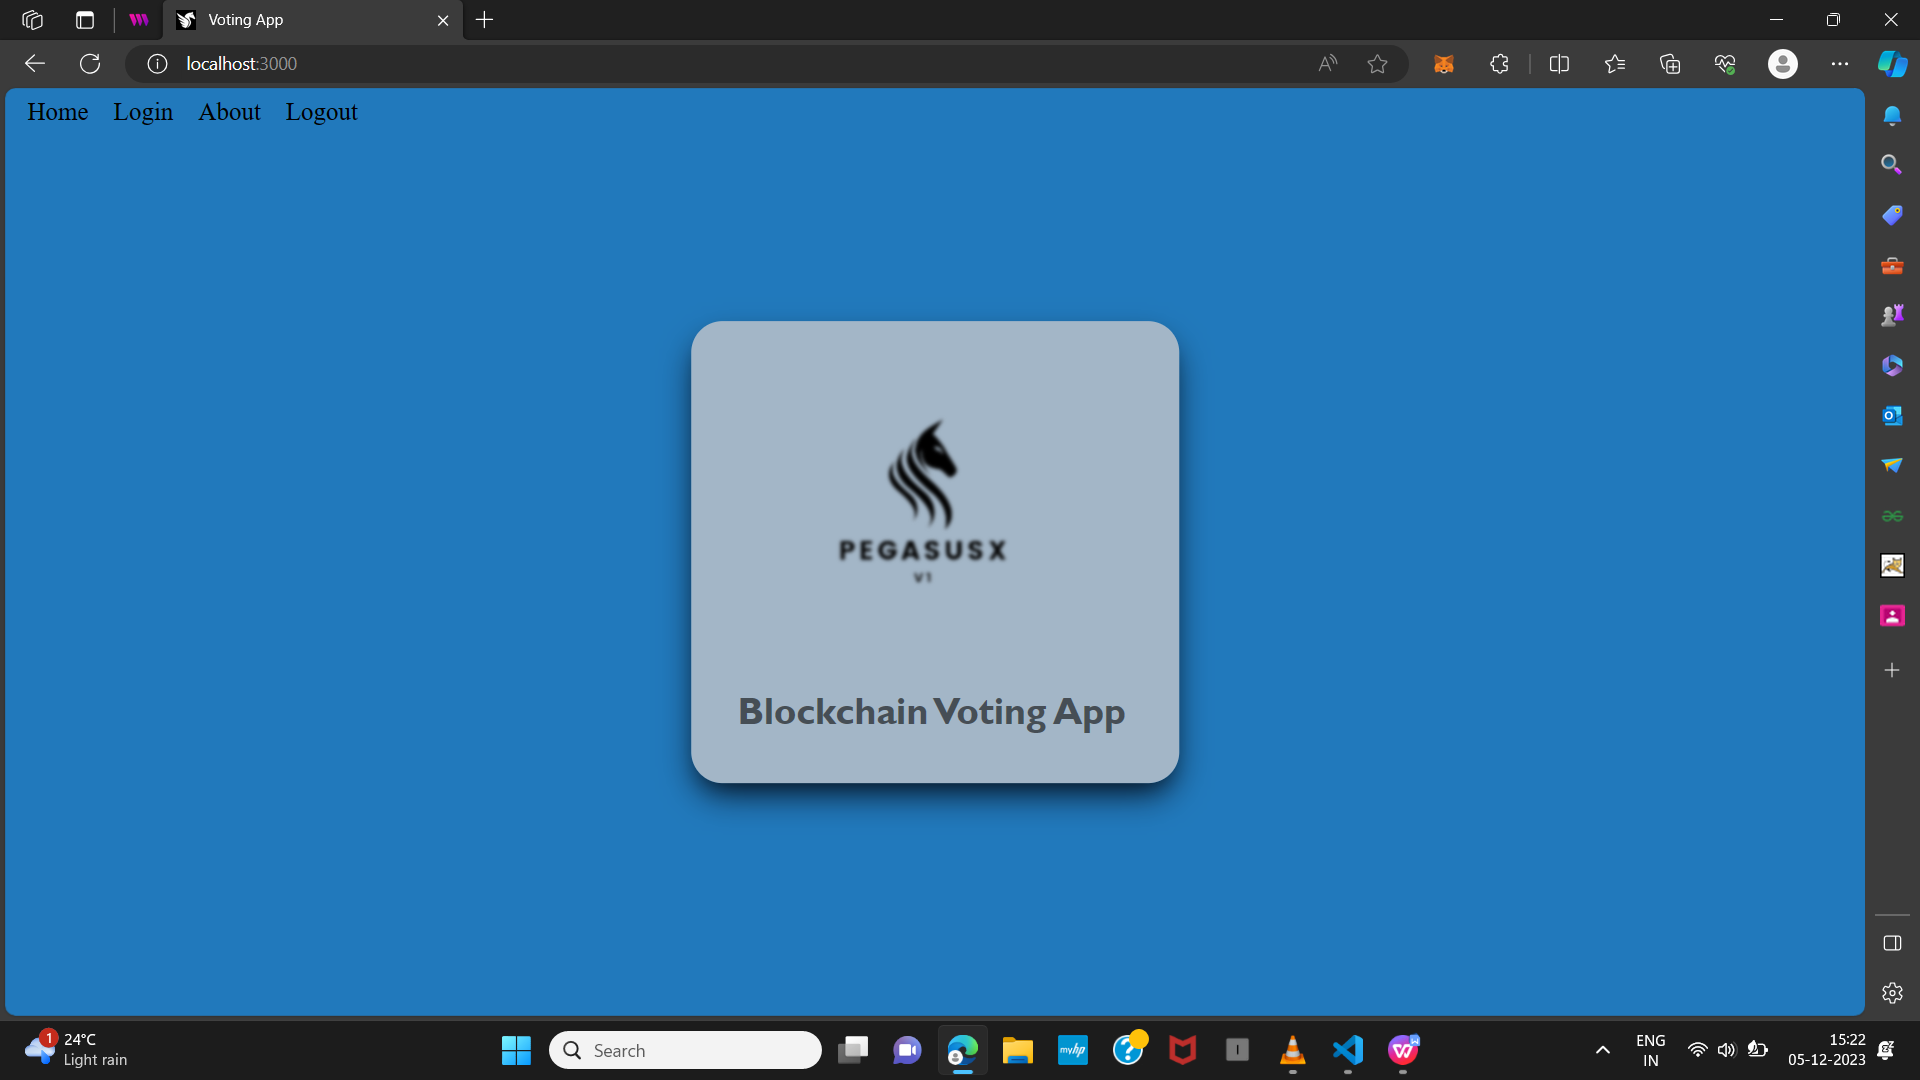 Voting App
localhost:3000
Home Login About Logout
PEGASUSX
V1
Blockchain Voting App
1
24°C
Light rain
Search
myhp
ENG
IN
15:22
05-12-2023